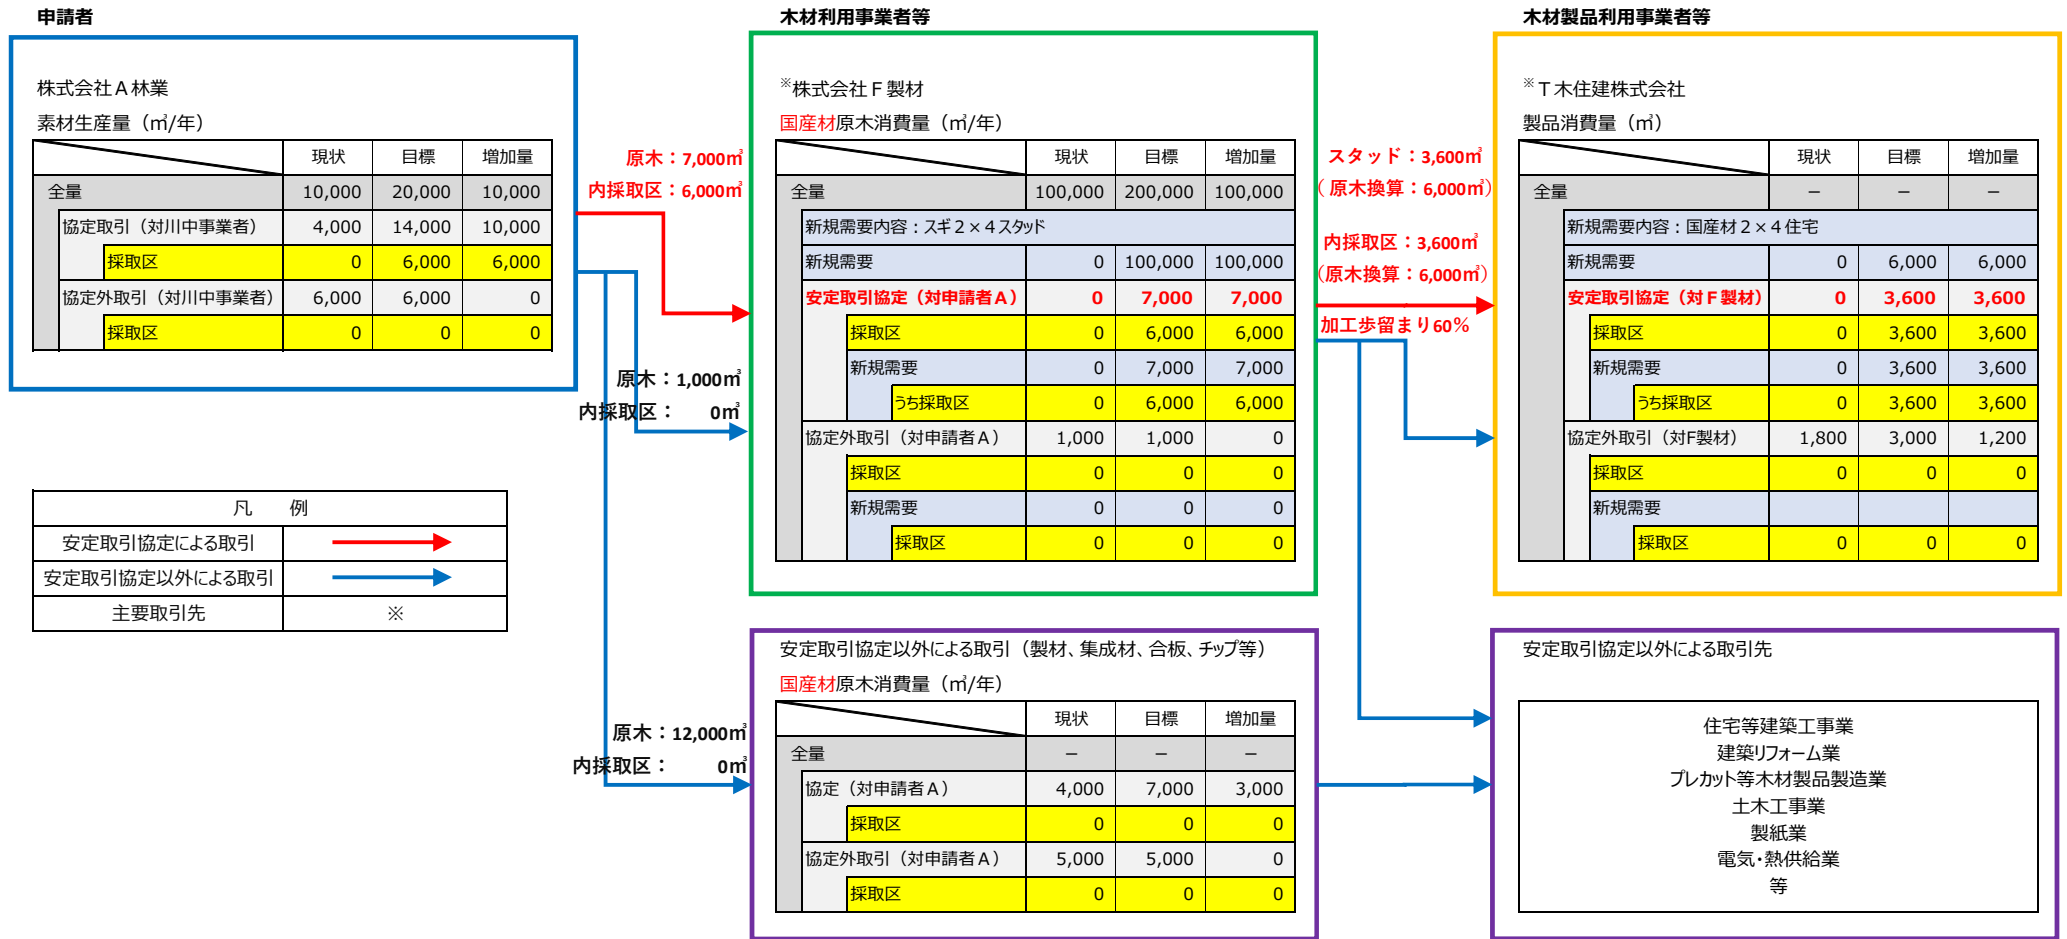 申請者
株式会社A林業
素材生産量（㎥/年）
現状 目標 増加量
全量 10,000 20,000 10,000
協定取引（対川中事業者） 4,000 14,000 10,000
採取区 0 6,000 6,000
協定外取引（対川中事業者） 6,000 6,000 0
採取区 0 0 0
凡　例
安定取引協定による取引
安定取引協定以外による取引
主要取引先 ※
原木：7,000㎥
内採取区：6,000㎥
原木：1,000㎥
内採取区：　0㎥
原木：12,000㎥
内採取区：　0㎥
木材利用事業者等
※株式会社F製材
国産材原木消費量（㎥/年）
現状 目標 増加量
全量 100,000 200,000 100,000
新規需要内容：スギ２×４スタッド
新規需要 0 100,000 100,000
安定取引協定（対申請者A） 0 7,000 7,000
採取区 0 6,000 6,000
新規需要 0 7,000 7,000
うち採取区 0 6,000 6,000
協定外取引（対申請者A） 1,000 1,000 0
採取区 0 0 0
新規需要 0 0 0
採取区 0 0 0
安定取引協定以外による取引（製材、集成材、合板、チップ等）
国産材原木消費量（㎥/年）
現状 目標 増加量
全量 － － －
協定（対申請者A） 4,000 7,000 3,000
採取区 0 0 0
協定外取引（対申請者A） 5,000 5,000 0
採取区 0 0 0
スタッド：3,600㎥
（原木換算：6,000㎥）
内採取区：3,600㎥
（原木換算：6,000㎥）
加工歩留まり60%
木材製品利用事業者等
※Ｔ木住建株式会社
製品消費量（㎥）
現状 目標 増加量
全量 － － －
新規需要内容：国産材２×４住宅
新規需要 0 6,000 6,000
安定取引協定（対Ｆ製材） 0 3,600 3,600
採取区 0 3,600 3,600
新規需要 0 3,600 3,600
うち採取区 0 3,600 3,600
協定外取引（対F製材） 1,800 3,000 1,200
採取区 0 0 0
新規需要
採取区 0 0 0
安定取引協定以外による取引先
住宅等建築工事業
建築リフォーム業
プレカット等木材製品製造業
土木工事業
製紙業
電気・熱供給業
等